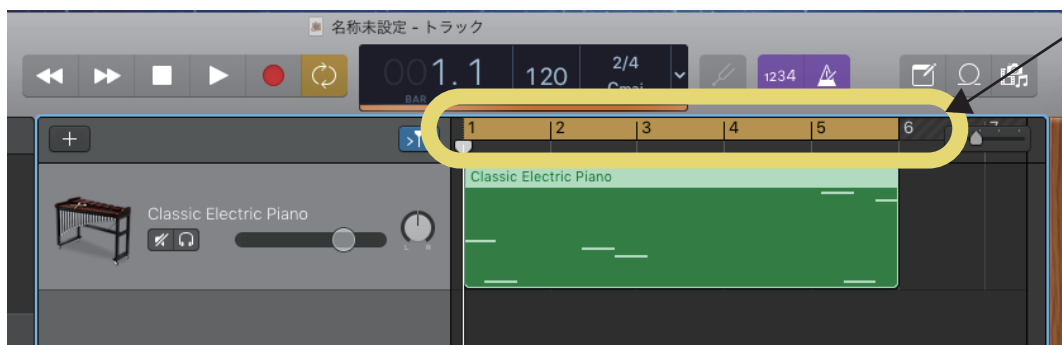 名称未設定 - トラック
001. 1
120
2/4
BAR
1234
1 2 3 4 5 6 7
Classic Electric Piano
Classic Electric Piano
L R